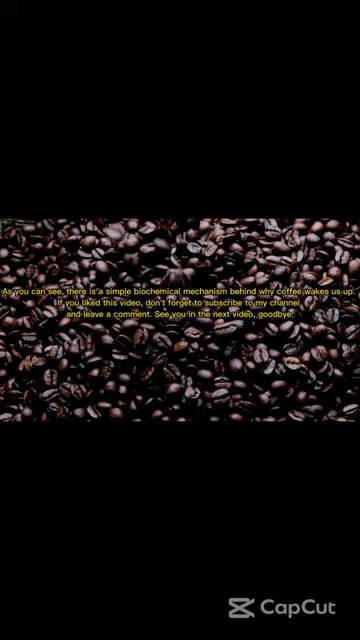 As you can see, there is a simple biochemical mechanism behind why coffee wakes us up.
If you liked this video, don't forget to subscribe to my channel
and leave a comment. See you in the next video, goodbye.
CapCut